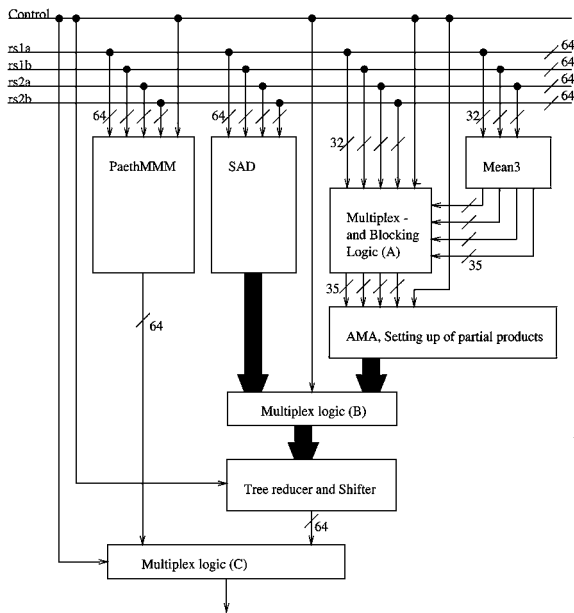 Control
rs1a
64
rs1b
64
rs2a
64
rs2b
64
64
64
32
32
PaethMMM
SAD
Mean3
Multiplex -
and Blocking
Logic (A)
35
35
AMA, Setting up of partial products
64
Multiplex logic (B)
Tree reducer and Shifter
64
Multiplex logic (C)